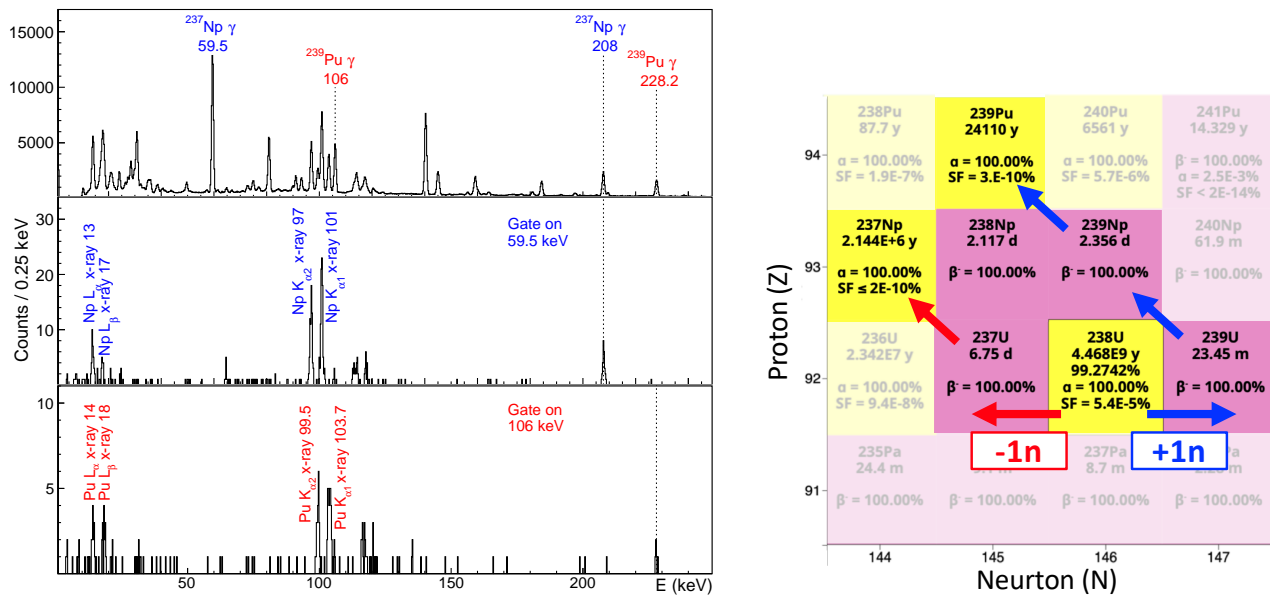 ²³⁷Np γ
59.5
²³⁹Pu γ
106
²³⁷Np γ
208
²³⁹Pu γ
228.2
15000
10000
5000
Gate on
59.5 keV
Np Lα x-ray 13
Np Lβ x-ray 17
Np Kα2 x-ray 97
Np Kα1 x-ray 101
30
20
10
0
Gate on
106 keV
Pu Lα x-ray 14
Pu Lβ x-ray 18
Pu Kα2 x-ray 99.5
Pu Kα1 x-ray 103.7
10
5
Counts / 0.25 keV
50
100
150
200
E (keV)
Proton (Z)
94
93
92
91
238Pu
87.7 y
α = 100.00%
SF = 1.9E-7%
239Pu
24110 y
α = 100.00%
SF = 3.E-10%
240Pu
6561 y
α = 100.00%
SF = 5.7E-6%
241Pu
14.329 y
β⁻ = 100.00%
α = 2.5E-3%
SF < 2E-14%
237Np
2.144E+6 y
α = 100.00%
SF ≤ 2E-10%
238Np
2.117 d
β⁻ = 100.00%
239Np
2.356 d
β⁻ = 100.00%
240Np
61.9 m
β⁻ = 100.00%
236U
2.342E7 y
α = 100.00%
SF = 9.4E-8%
237U
6.75 d
β⁻ = 100.00%
238U
4.468E9 y
99.2742%
α = 100.00%
SF = 5.4E-5%
239U
23.45 m
β⁻ = 100.00%
-1n
+1n
235Pa
24.4 m
β⁻ = 100.00%
β⁻ = 100.00%
237Pa
8.7 m
β⁻ = 100.00%
β⁻ = 100.00%
144
145
146
147
Neurton (N)